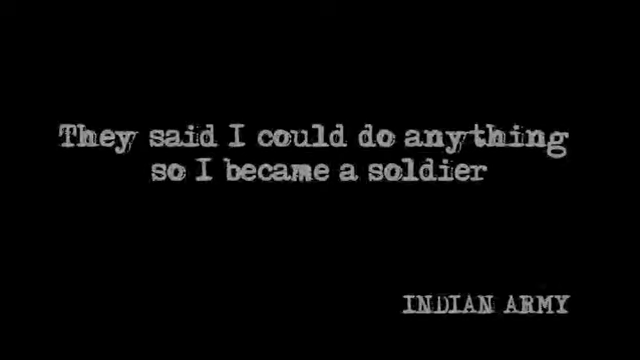 They said I could do anything
so I became a soldier
INDIAN ARMY